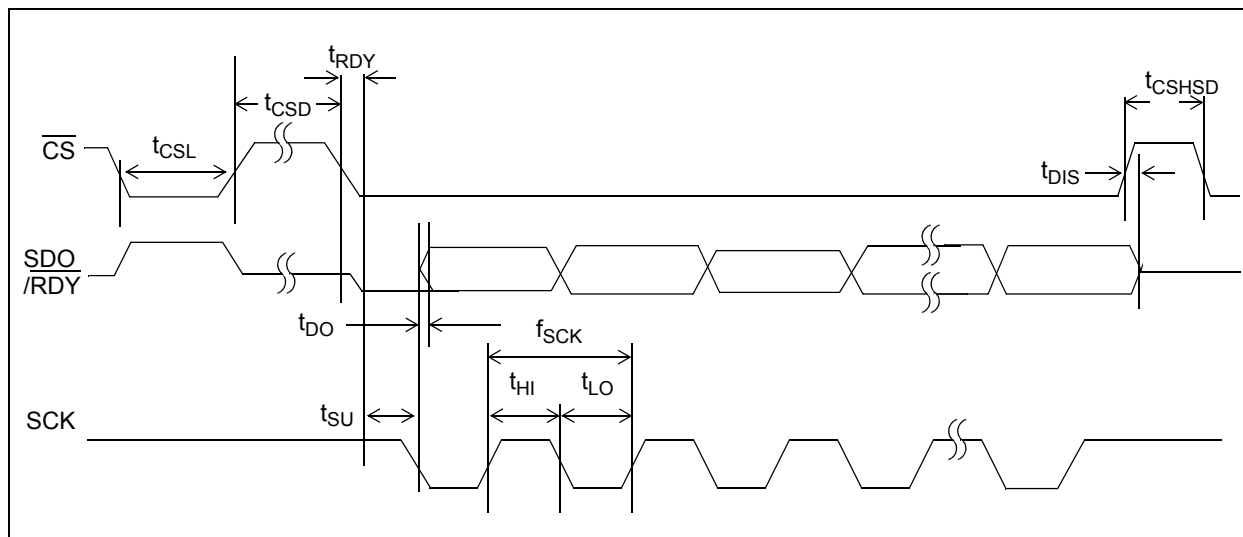 tRDY
tCSD
tCSHSD
CS
tCSL
tDIS
SDO
/RDY
tDO
fSCK
tHI
tLO
tSU
SCK